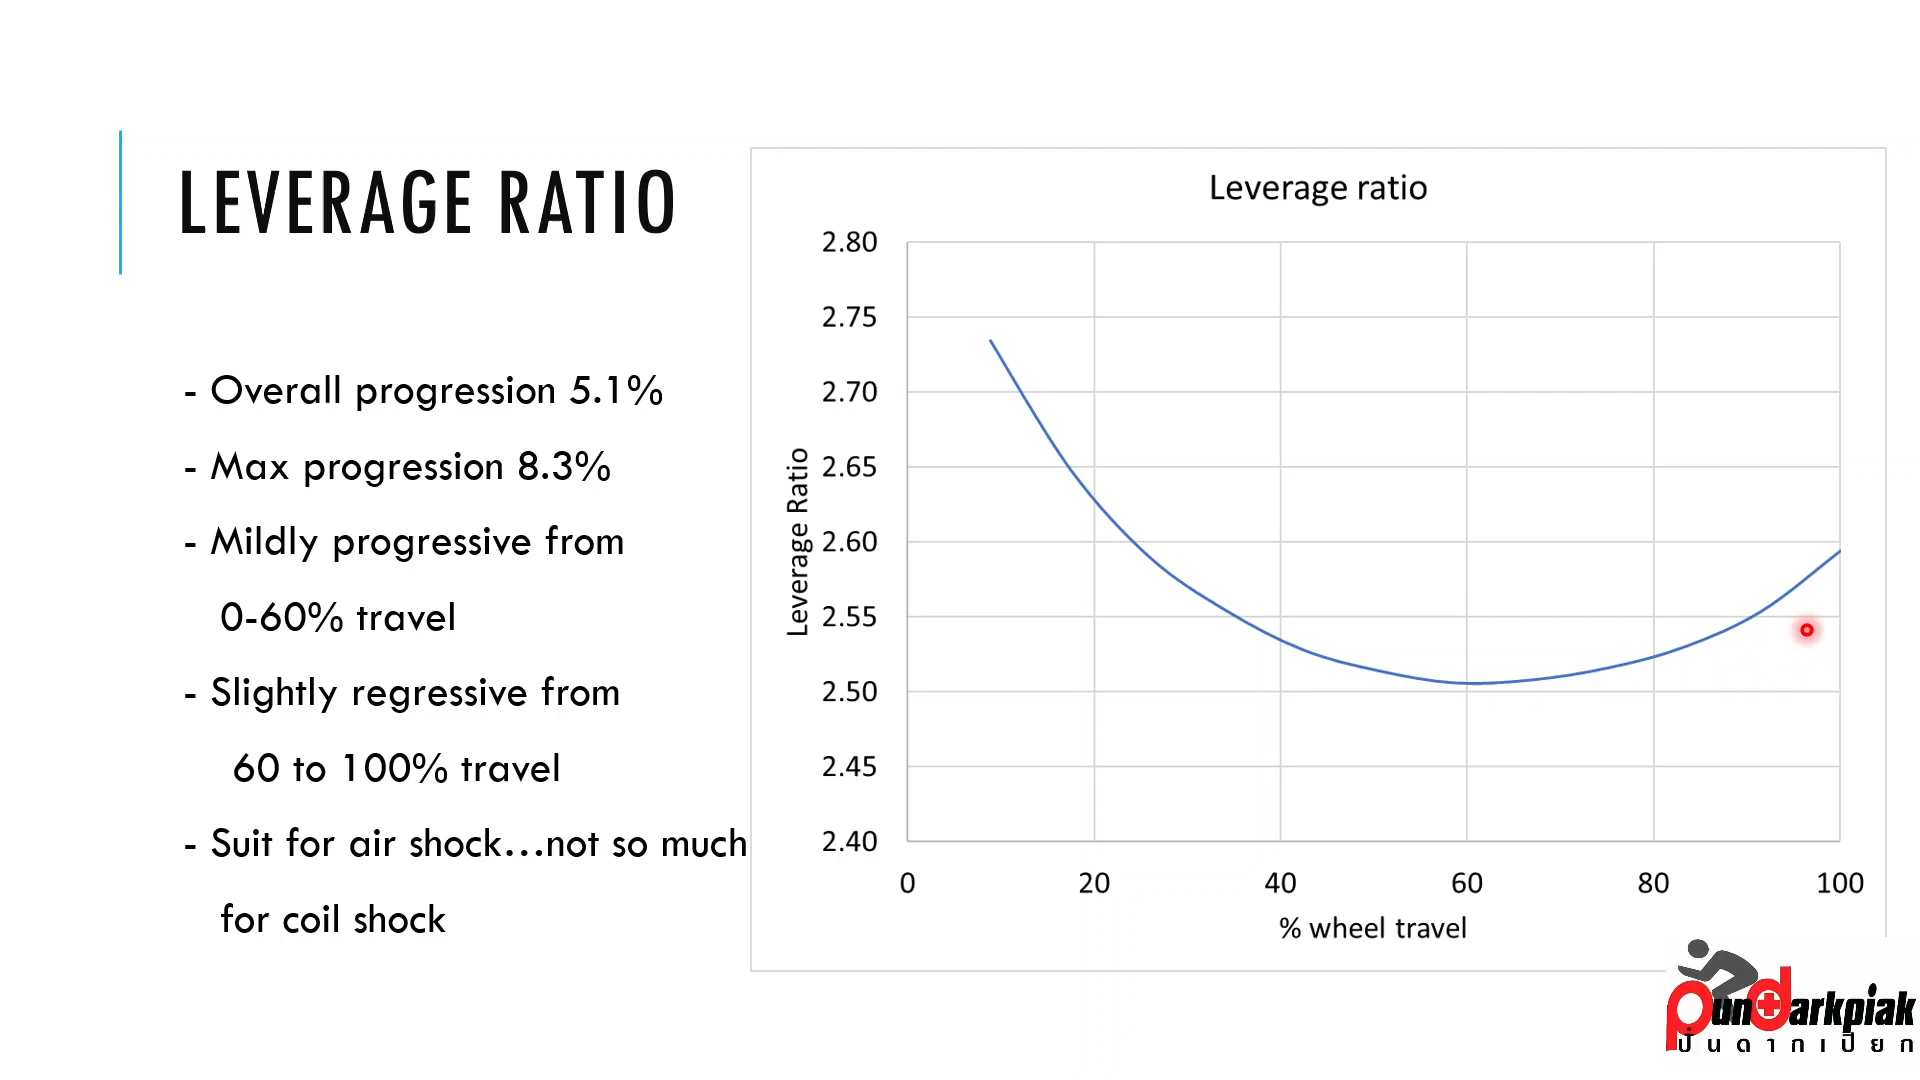 LEVERAGE RATIO
- Overall progression 5.1%
- Max progression 8.3%
- Mildly progressive from
0-60% travel
- Slightly regressive from
60 to 100% travel
- Suit for air shock...not so much
for coil shock
Leverage ratio
Leverage Ratio
2.80
2.75
2.70
2.65
2.60
2.55
2.50
2.45
2.40
0 20 40 60 80 100
% wheel travel
pundarkpiak
ปั่นดากเปียก